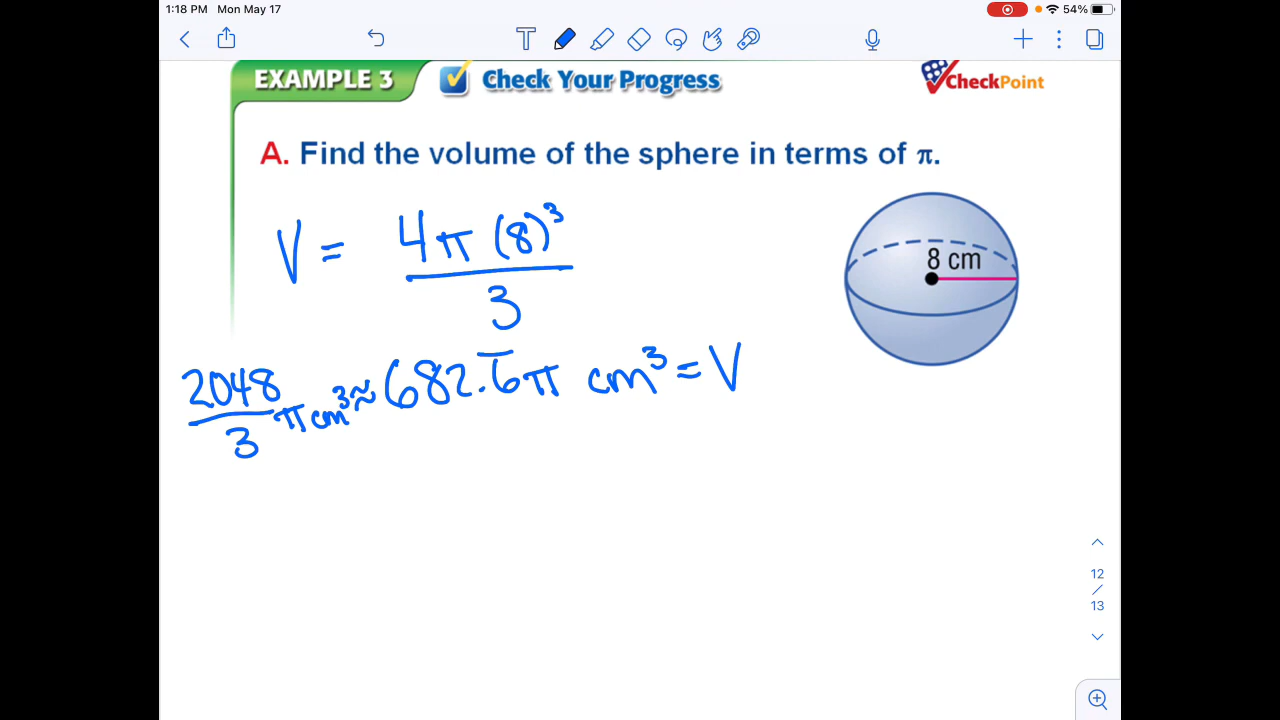 1:18 PM Mon May 17 54%
T
EXAMPLE 3 Check Your Progress CheckPoint
A. Find the volume of the sphere in terms of π.
V = 4π (8)³
3
8 cm
2048/3 π cm³ ≈ 682.6̅π cm³ = V
12
/
13